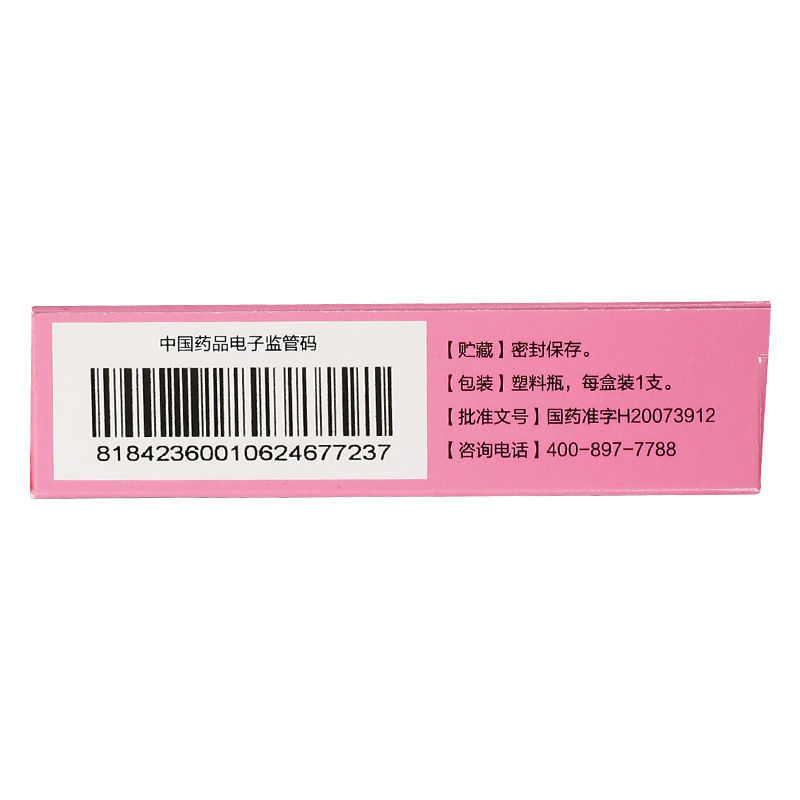 中国药品电子监管码
81842360010624677237
【贮藏】密封保存。
【包装】塑料瓶，每盒装1支。
【批准文号】国药准字H20073912
【咨询电话】400-897-7788